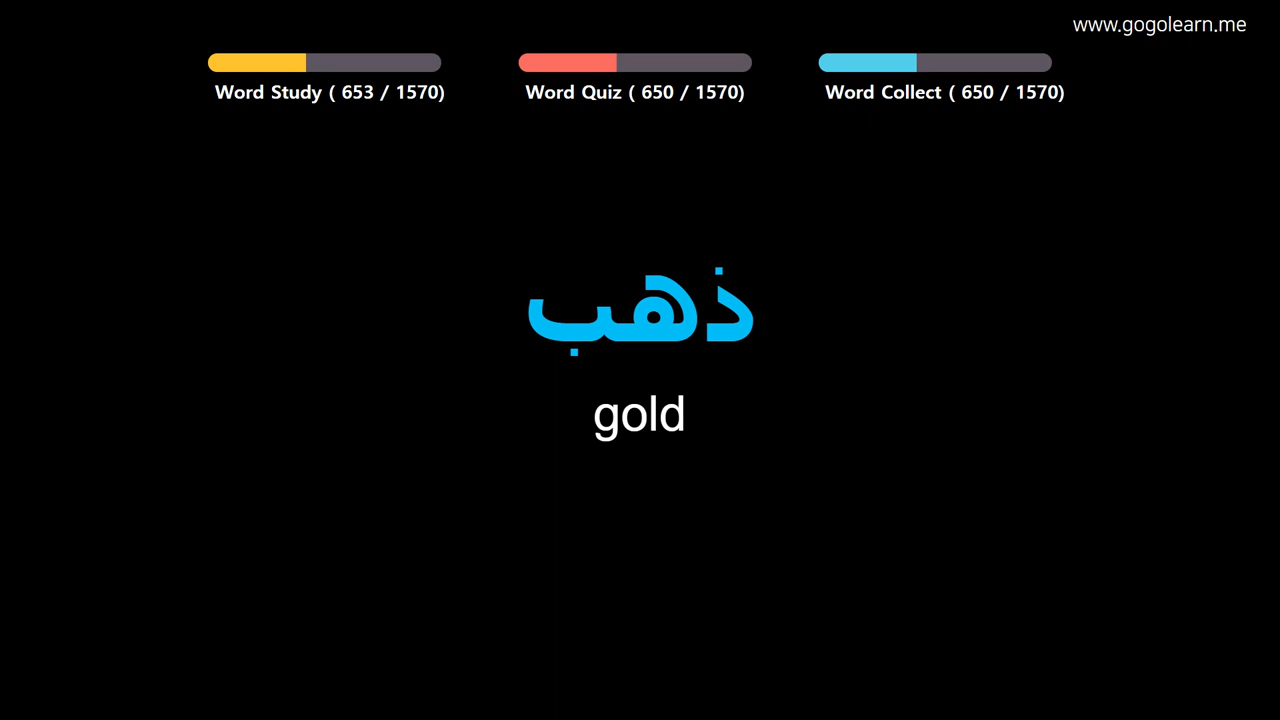 www.gogolearn.me
Word Study ( 653 / 1570)
Word Quiz ( 650 / 1570)
Word Collect ( 650 / 1570)
ذهب
gold